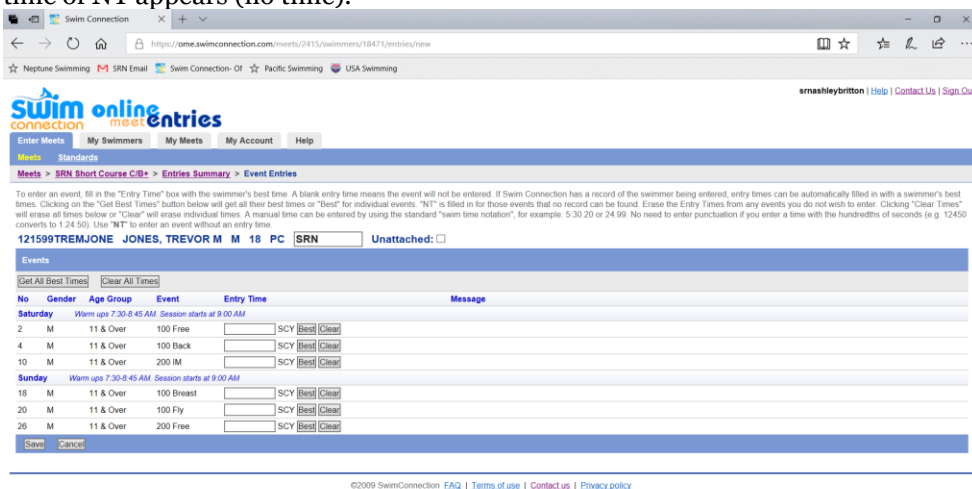 time of NT appears (no time).
Swim Connection
https://ome.swimconnection.com/meets/2415/swimmers/18471/entries/new
Neptune Swimming SRN Email Swim Connection- Of Pacific Swimming USA Swimming
srnashleybritton | Help | Contact Us | Sign Ou
swim connection online meet entries
Enter Meets My Swimmers My Meets My Account Help
Meets Standards
Meets > SRN Short Course C/B+ > Entries Summary > Event Entries
To enter an event, fill in the "Entry Time" box with the swimmer's best time. A blank entry time means the event will not be entered. If Swim Connection has a record of the swimmer being entered, entry times can be automatically filled in with a swimmer's best
times. Clicking on the "Get Best Times" button below will get all their best times or "Best" for individual events. "NT" is filled in for those events that no record can be found. Erase the Entry Times from any events you do not wish to enter. Clicking "Clear Times"
will erase all times below or "Clear" will erase individual times. A manual time can be entered by using the standard "swim time notation", for example: 5:30.20 or 24.99. No need to enter punctuation if you enter a time with the hundredths of seconds (e.g. 12450
converts to 1:24.50). Use "NT" to enter an event without an entry time.
121599TREMJONE JONES, TREVOR M M 18 PC SRN Unattached:
Events
Get All Best Times Clear All Times
No Gender Age Group Event Entry Time Message
Saturday Warm ups 7:30-8:45 AM. Session starts at 9:00 AM
2 M 11 & Over 100 Free SCY Best Clear
4 M 11 & Over 100 Back SCY Best Clear
10 M 11 & Over 200 IM SCY Best Clear
Sunday Warm ups 7:30-8:45 AM. Session starts at 9:00 AM
18 M 11 & Over 100 Breast SCY Best Clear
20 M 11 & Over 100 Fly SCY Best Clear
26 M 11 & Over 200 Free SCY Best Clear
Save Cancel
©2009 SwimConnection FAQ | Terms of use | Contact us | Privacy policy